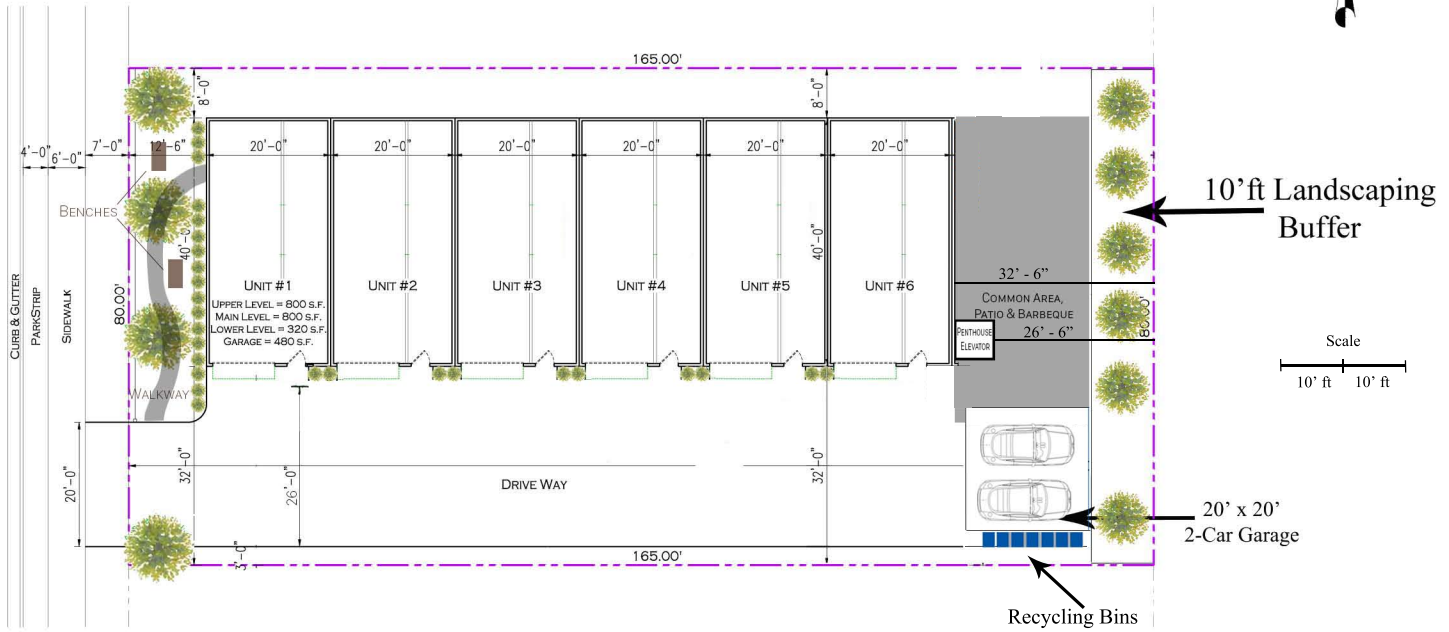 165.00'
8'-0"
8'-0"
4'-0"
6'-0"
7'-0"
12'-6"
20'-0"
20'-0"
20'-0"
20'-0"
20'-0"
20'-0"
10'ft Landscaping
Buffer
BENCHES
40'-0"
40'-0"
CURB & GUTTER
PARKSTRIP
SIDEWALK
80.00'
UNIT #1
UPPER LEVEL = 800 S.F.
MAIN LEVEL = 800 S.F.
LOWER LEVEL = 320 S.F.
GARAGE = 480 S.F.
UNIT #2
UNIT #3
UNIT #4
UNIT #5
UNIT #6
32' - 6"
COMMON AREA,
PATIO & BARBEQUE
26' - 6"
PENTHOUSE
ELEVATOR
80.00'
Scale
10' ft
10' ft
WALKWAY
20'-0"
32'-0"
26'-0"
DRIVE WAY
32'-0"
20' x 20'
2-Car Garage
3'-0"
165.00'
Recycling Bins